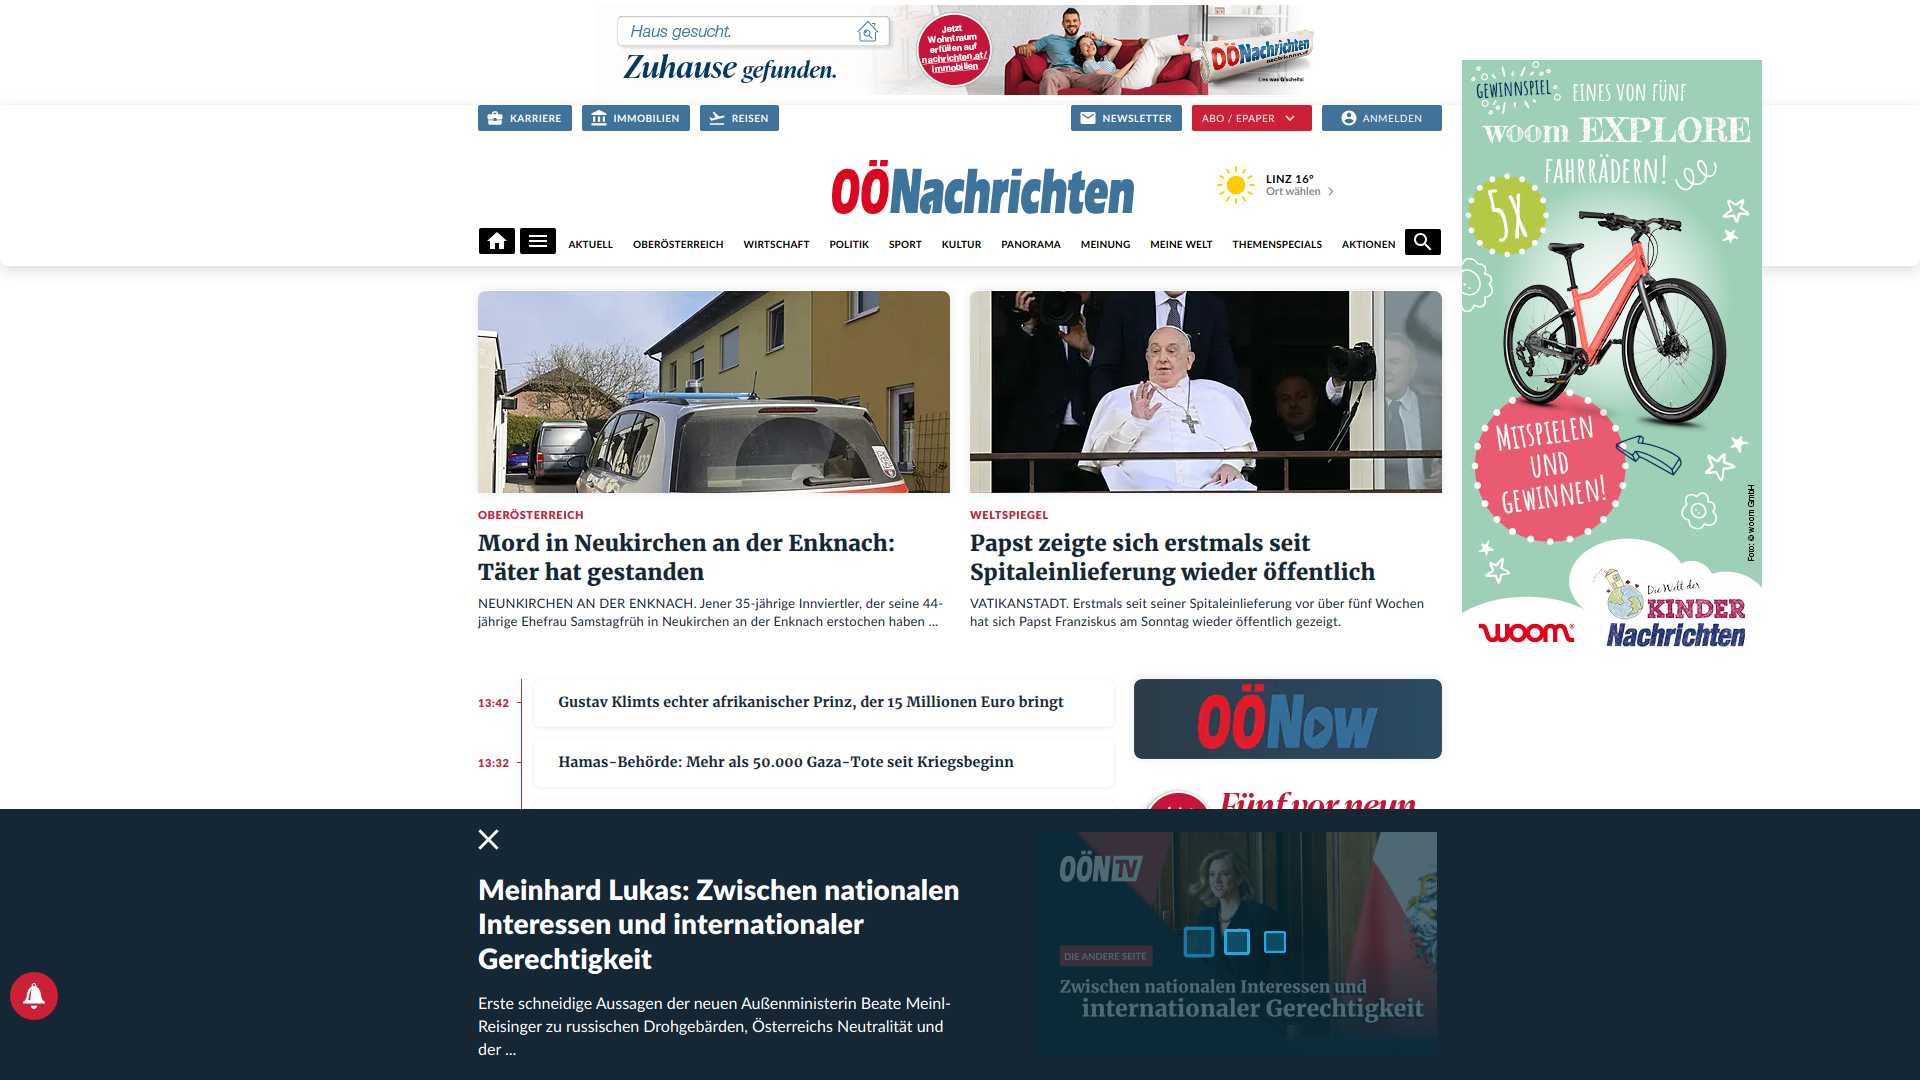 Haus gesucht.
Zuhause gefunden.
Jetzt
Wohntraum
erfüllen auf
nachrichten.at/
immobilien
OÖNachrichten
Lies was G'scheits!
KARRIERE
IMMOBILIEN
REISEN
NEWSLETTER
ABO / EPAPER
ANMELDEN
OÖNachrichten
LINZ 16°
Ort wählen
AKTUELL
OBERÖSTERREICH
WIRTSCHAFT
POLITIK
SPORT
KULTUR
PANORAMA
MEINUNG
MEINE WELT
THEMENSPECIALS
AKTIONEN
GEWINNSPIEL
EINES VON FÜNF
woom EXPLORE
FAHRRÄDERN!
5X
MITSPIELEN
UND
GEWINNEN!
Foto: © woom GmbH
woom
Die Welt der
KINDER
Nachrichten
OBERÖSTERREICH
Mord in Neukirchen an der Enknach:
Täter hat gestanden
NEUNKIRCHEN AN DER ENKNACH. Jener 35-jährige Innviertler, der seine 44-
jährige Ehefrau Samstagfrüh in Neukirchen an der Enknach erstochen haben ...
WELTSPIEGEL
Papst zeigte sich erstmals seit
Spitaleinlieferung wieder öffentlich
VATIKANSTADT. Erstmals seit seiner Spitaleinlieferung vor über fünf Wochen
hat sich Papst Franziskus am Sonntag wieder öffentlich gezeigt.
13:42
Gustav Klimts echter afrikanischer Prinz, der 15 Millionen Euro bringt
13:32
Hamas-Behörde: Mehr als 50.000 Gaza-Tote seit Kriegsbeginn
OÖNow
Fünf vor neun
Meinhard Lukas: Zwischen nationalen
Interessen und internationaler
Gerechtigkeit
Erste schneidige Aussagen der neuen Außenministerin Beate Meinl-
Reisinger zu russischen Drohgebärden, Österreichs Neutralität und
der ...
OÖN TV
DIE ANDERE SEITE
Zwischen nationalen Interessen und
internationaler Gerechtigkeit